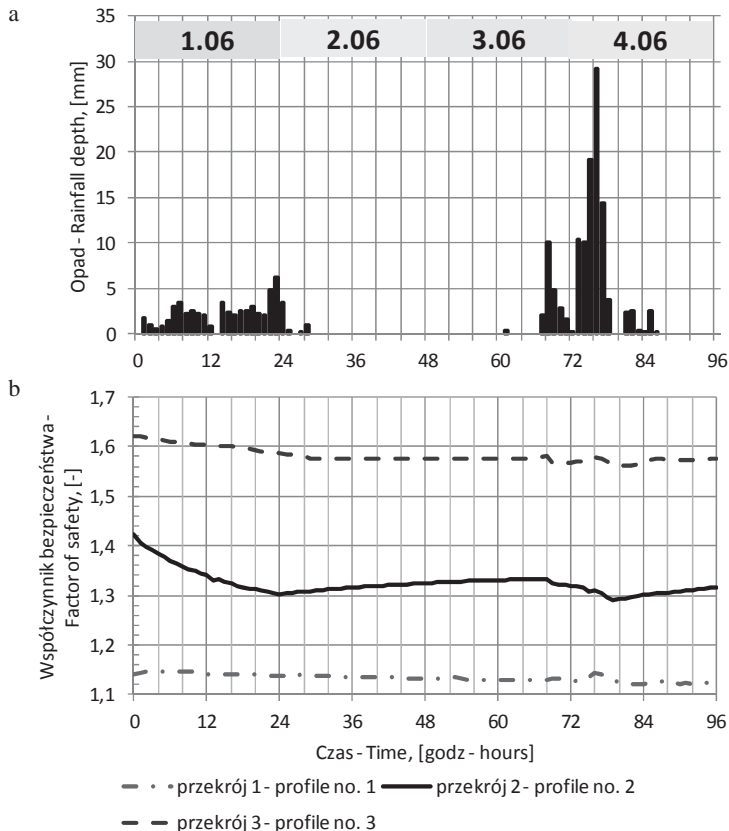 a
35
1.06 2.06 3.06 4.06
30
25
20
15
10
5
0
Opad - Rainfall depth, [mm]
0 12 24 36 48 60 72 84 96
b
1,7
1,6
1,5
1,4
1,3
1,2
1,1
Współczynnik bezpieczeństwa -
Factor of safety, [-]
0 12 24 36 48 60 72 84 96
Czas - Time, [godz - hours]
przekrój 1 - profile no. 1 przekrój 2 - profile no. 2
przekrój 3 - profile no. 3